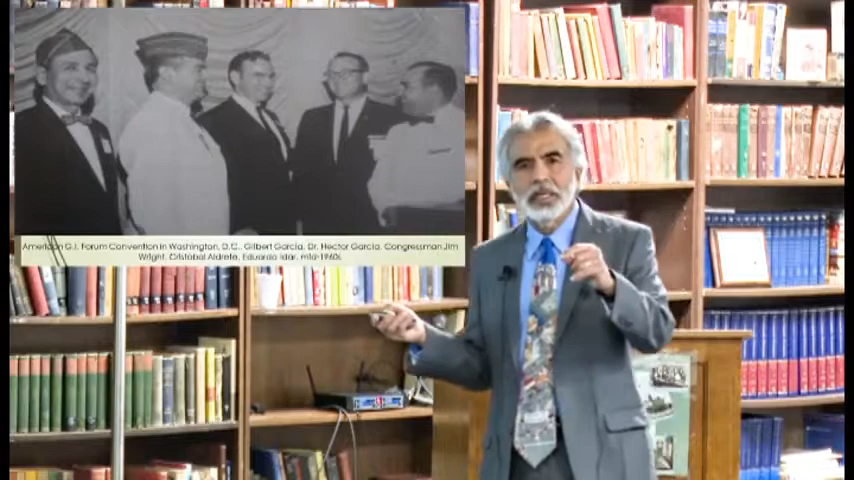 American G.I. Forum Convention in Washington, D.C., Gilbert Garcia, Dr. Hector Garcia, Congressman Jim
Wright, Cristobal Aldrete, Eduardo Idar, mid-1960s